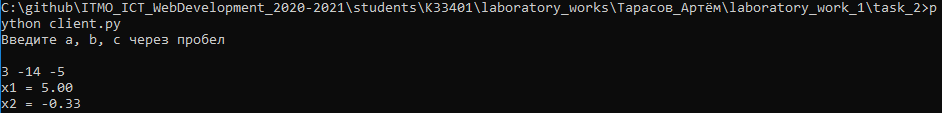 C:\github\ITMO_ICT_WebDevelopment_2020-2021\students\K33401\laboratory_works\Тарасов_Артём\laboratory_work_1\task_2>p
ython client.py
Введите a, b, c через пробел
3 -14 -5
x1 = 5.00
x2 = -0.33